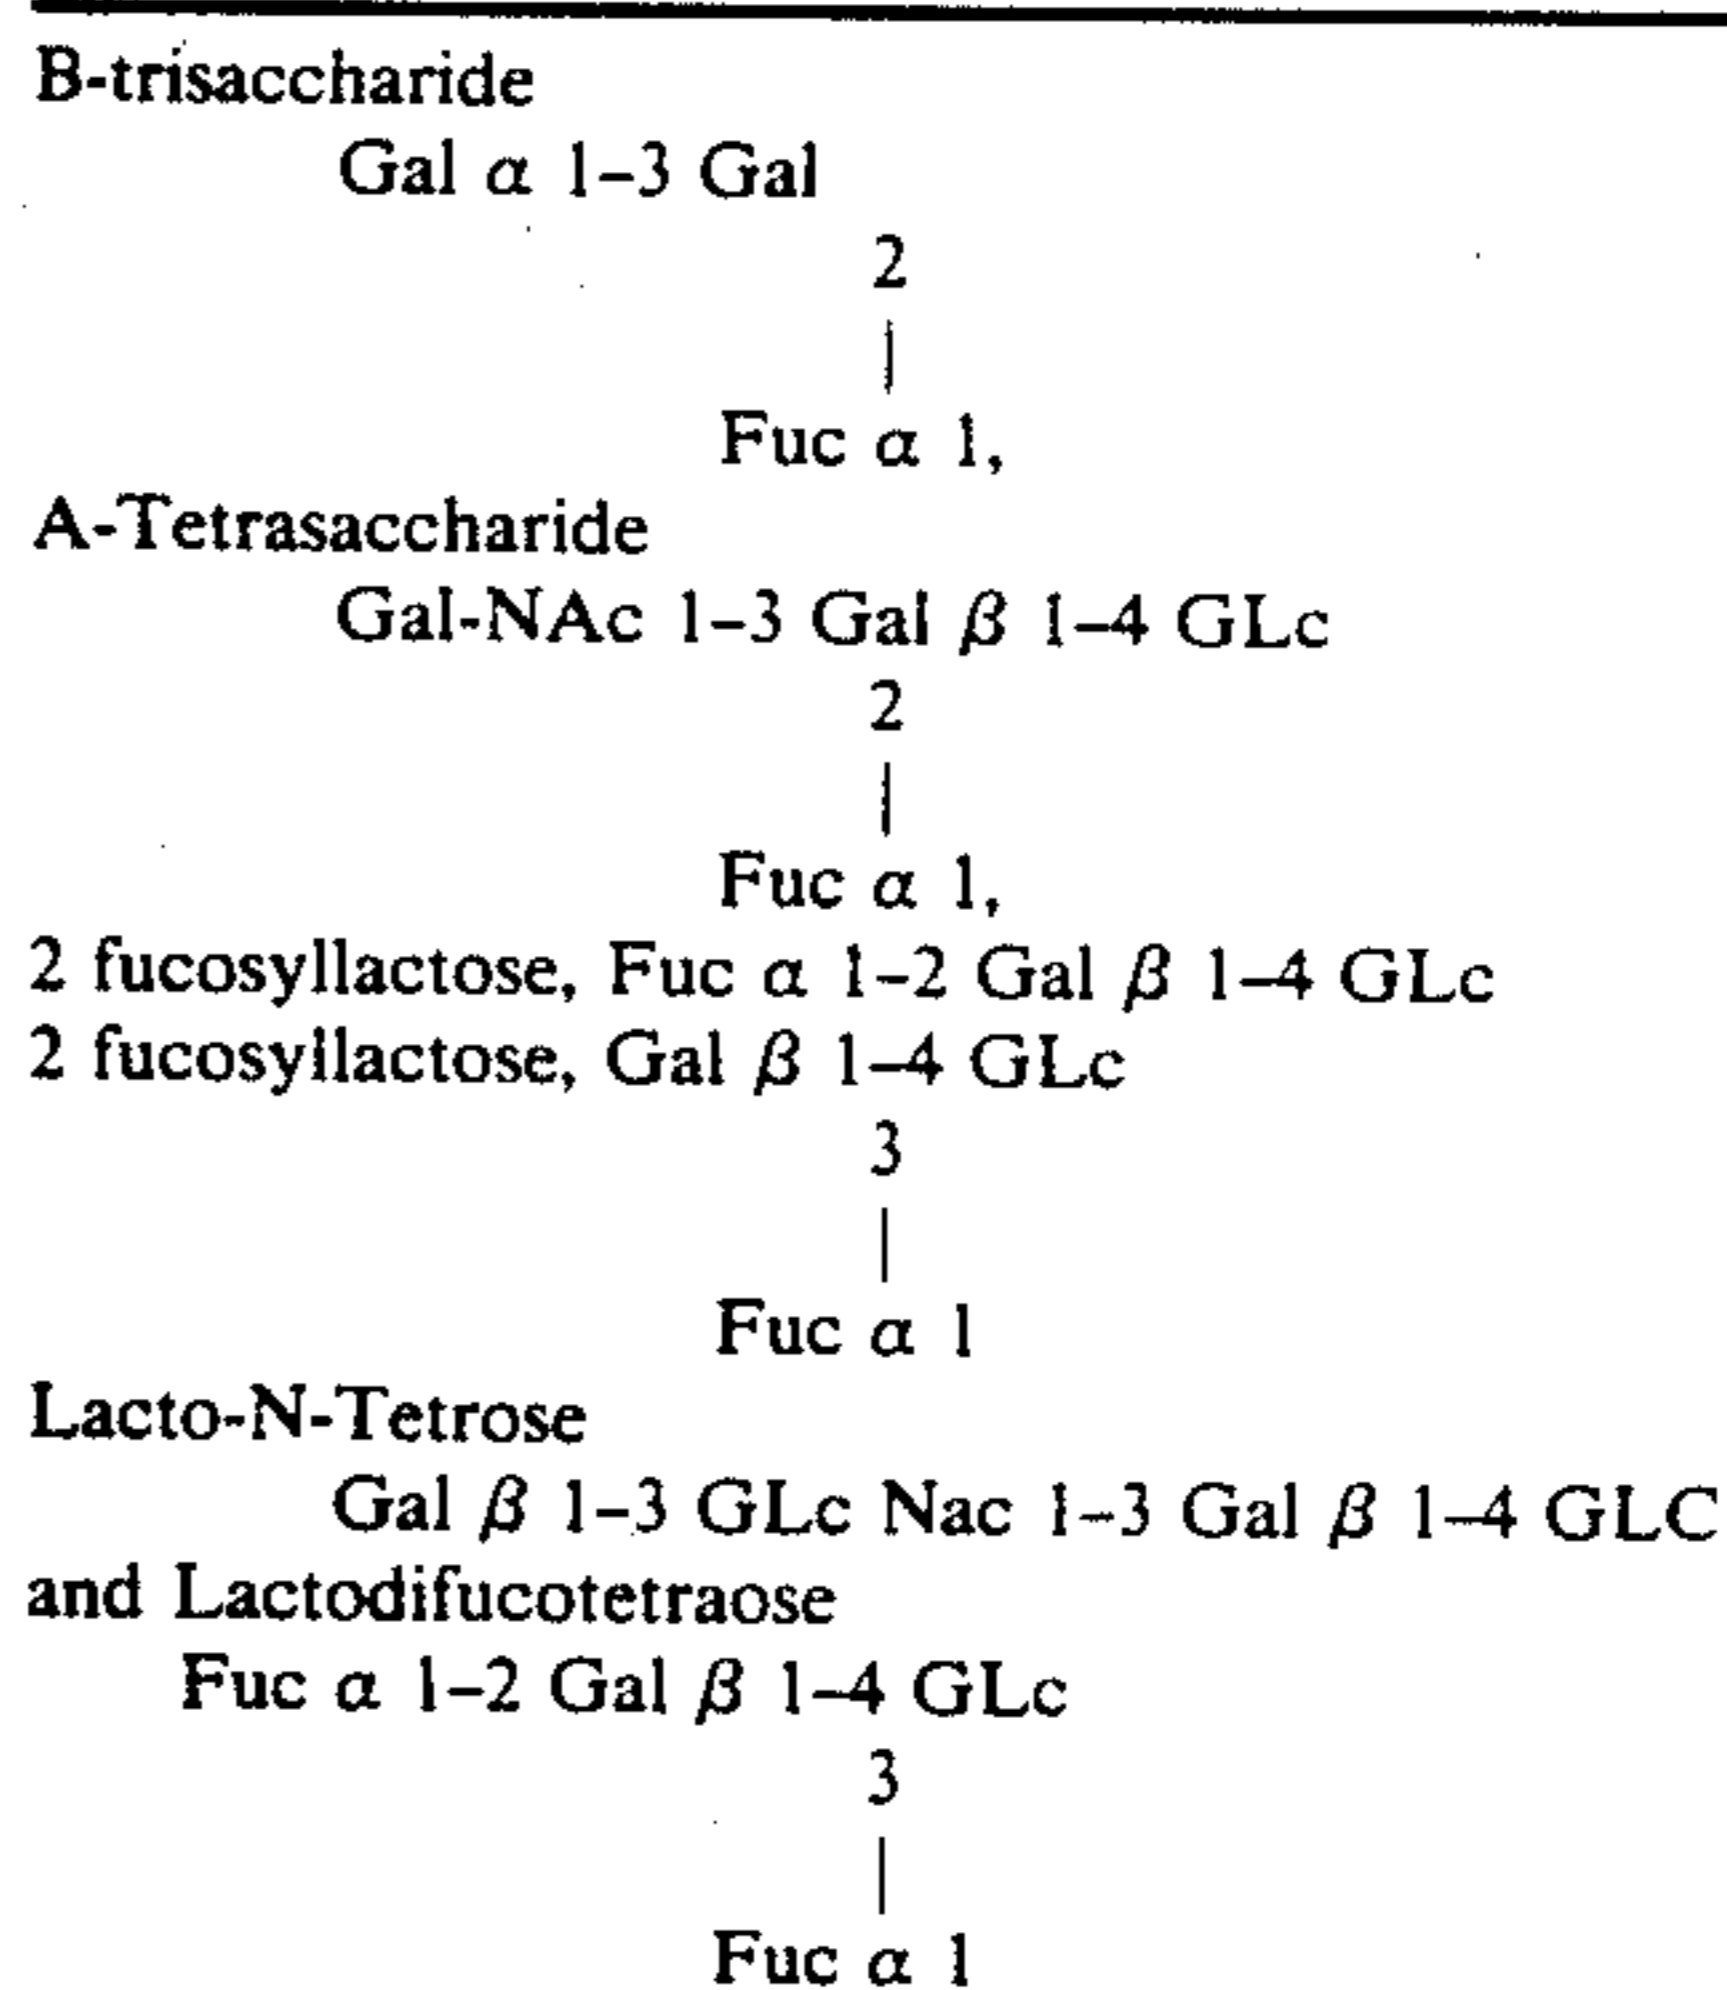 B-trisaccharide
Gal α 1–3 Gal
2
|
Fuc α 1,
A-Tetrasaccharide
Gal-NAc 1–3 Gal β 1–4 GLc
2
|
Fuc α 1,
2 fucosyllactose, Fuc α 1–2 Gal β 1–4 GLc
2 fucosyllactose, Gal β 1–4 GLc
3
|
Fuc α 1
Lacto-N-Tetrose
Gal β 1–3 GLc Nac 1–3 Gal β 1–4 GLC
and Lactodifucotetraose
Fuc α 1–2 Gal β 1–4 GLc
3
|
Fuc α 1